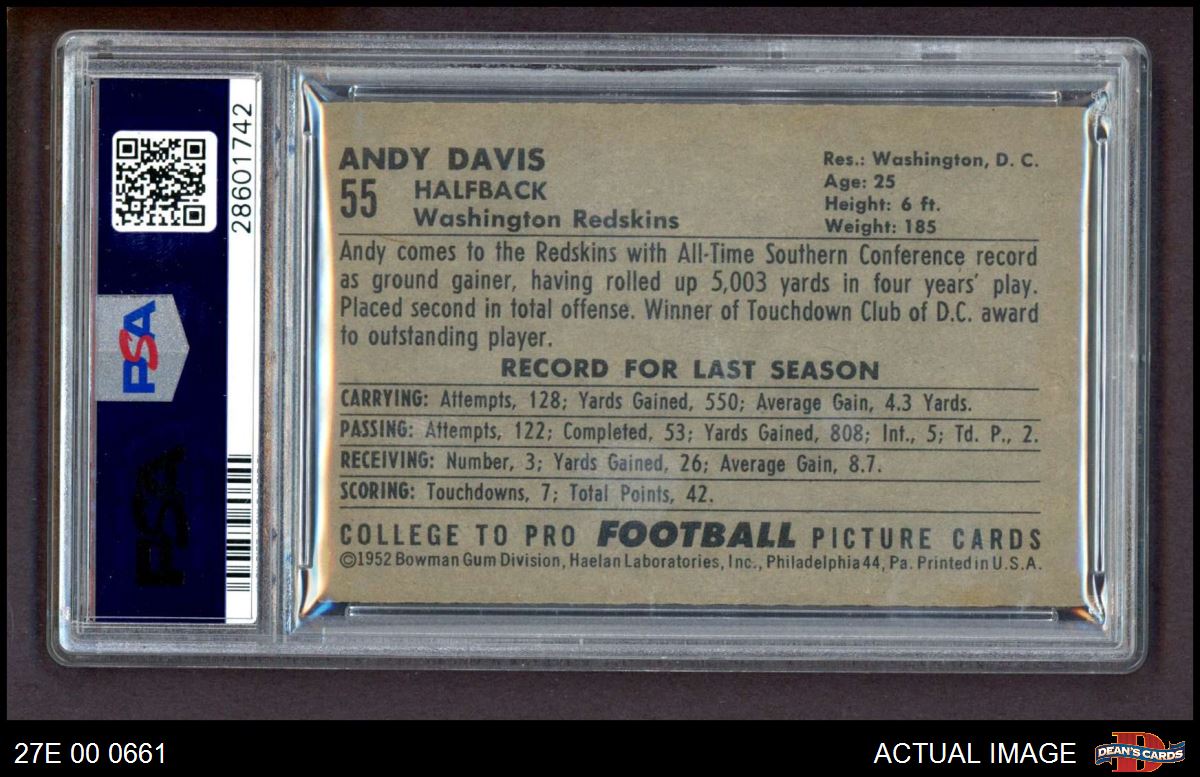 ANDY DAVIS
55 HALFBACK
Washington Redskins
Res.: Washington, D. C.
Age: 25
Height: 6 ft.
Weight: 185
Andy comes to the Redskins with All-Time Southern Conference record
as ground gainer, having rolled up 5,003 yards in four years' play.
Placed second in total offense. Winner of Touchdown Club of D.C. award
to outstanding player.
RECORD FOR LAST SEASON
CARRYING: Attempts, 128; Yards Gained, 550; Average Gain, 4.3 Yards.
PASSING: Attempts, 122; Completed, 53; Yards Gained, 808; Int., 5; Td. P., 2.
RECEIVING: Number, 3; Yards Gained, 26; Average Gain, 8.7.
SCORING: Touchdowns, 7; Total Points, 42.
COLLEGE TO PRO FOOTBALL PICTURE CARDS
©1952 Bowman Gum Division, Haelan Laboratories, Inc., Philadelphia 44, Pa. Printed in U.S.A.
28601742
PSA
PSA
27E 00 0661
ACTUAL IMAGE
DEAN'S CARDS